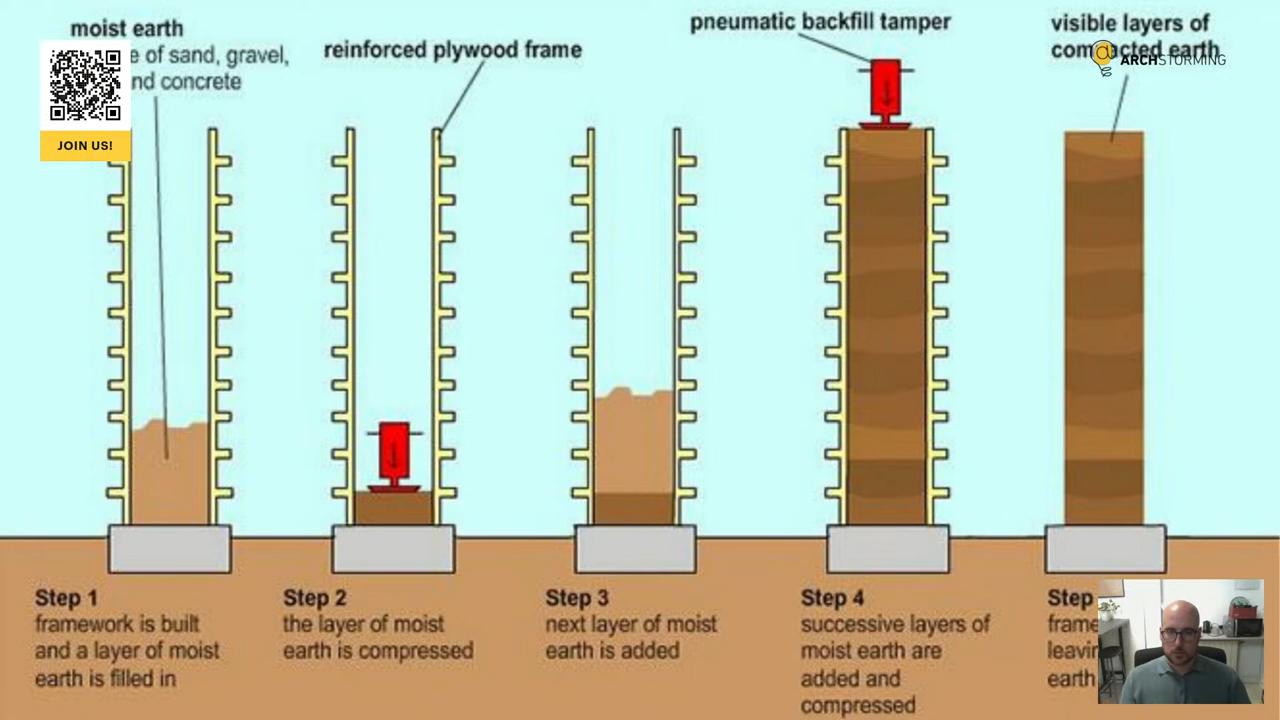 moist earth
e of sand, gravel,
nd concrete
JOIN US!
reinforced plywood frame
pneumatic backfill tamper
visible layers of
compacted earth
ARCHSTORMING
Step 1
framework is built
and a layer of moist
earth is filled in
Step 2
the layer of moist
earth is compressed
Step 3
next layer of moist
earth is added
Step 4
successive layers of
moist earth are
added and
compressed
Step
frame
leavin
earth